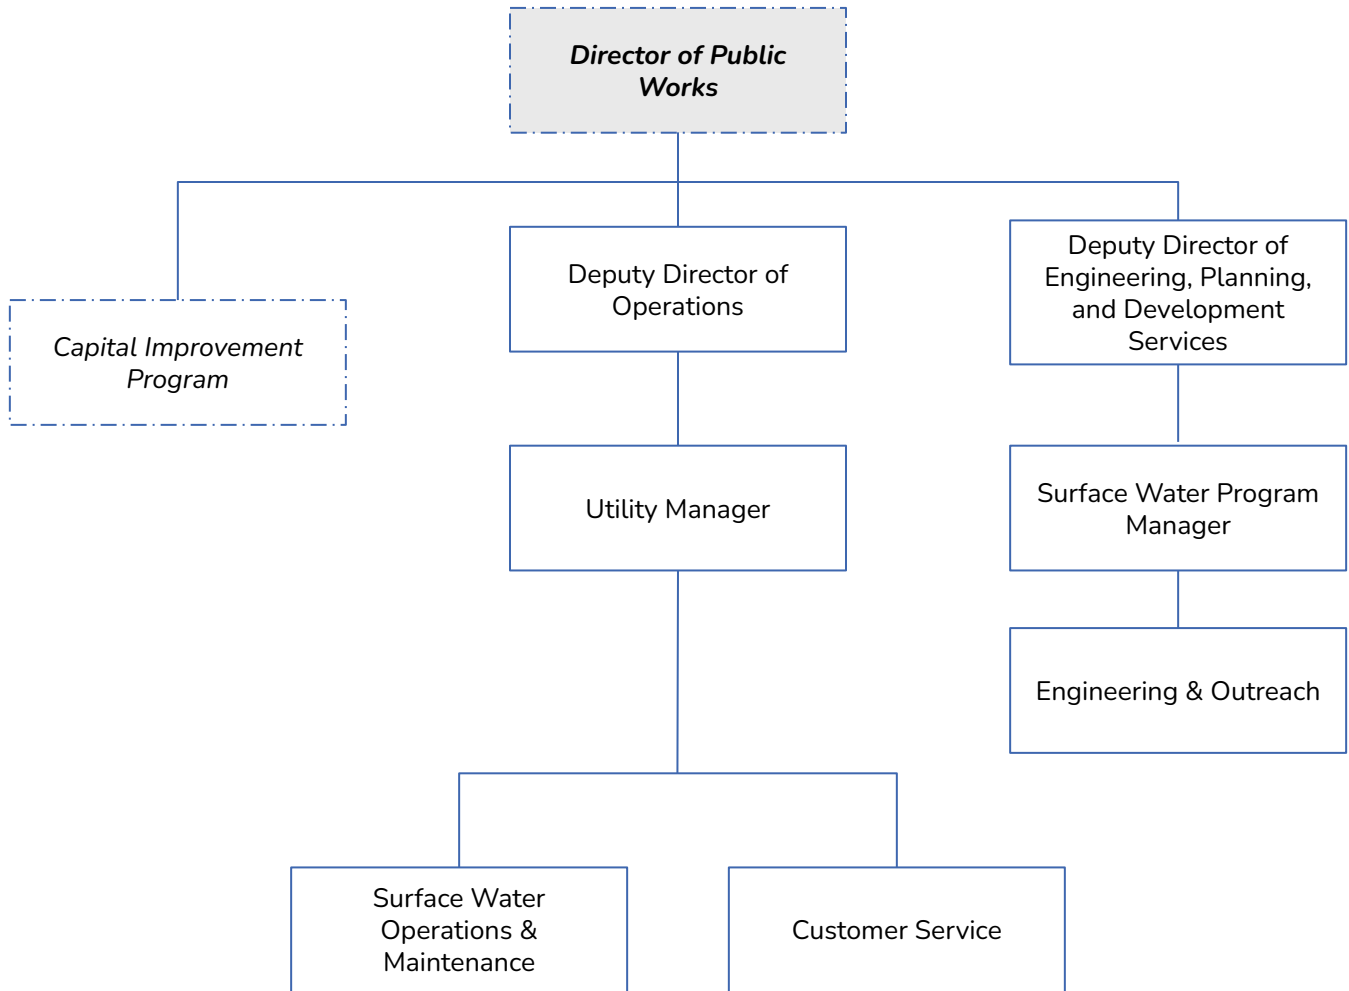 Director of Public
Works
Deputy Director of
Operations
Deputy Director of
Engineering, Planning,
and Development
Services
Capital Improvement
Program
Utility Manager
Surface Water Program
Manager
Engineering & Outreach
Surface Water
Operations &
Maintenance
Customer Service